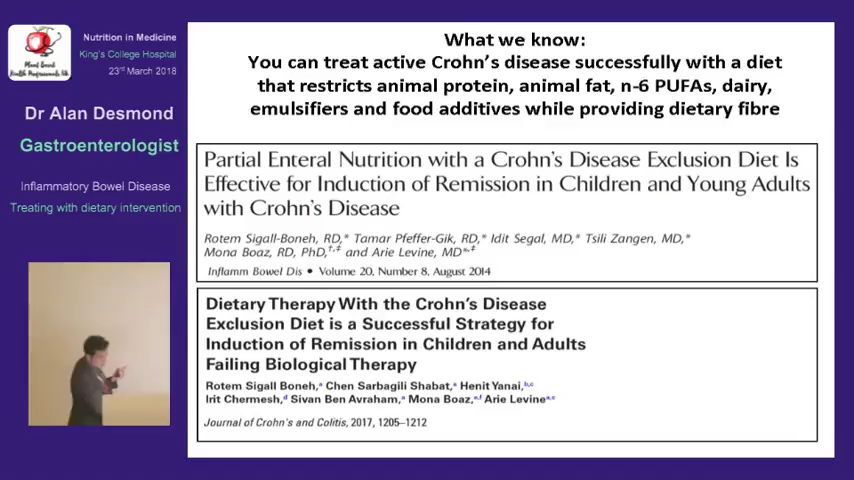 Plant Based
Health Professionals UK
Nutrition in Medicine
King's College Hospital
23rd March 2018
Dr Alan Desmond
Gastroenterologist
Inflammatory Bowel Disease
Treating with dietary intervention
What we know:
You can treat active Crohn's disease successfully with a diet
that restricts animal protein, animal fat, n-6 PUFAs, dairy,
emulsifiers and food additives while providing dietary fibre
Partial Enteral Nutrition with a Crohn's Disease Exclusion Diet Is
Effective for Induction of Remission in Children and Young Adults
with Crohn's Disease
Rotem Sigall-Boneh, RD,* Tamar Pfeffer-Gik, RD,* Idit Segal, MD,* Tsili Zangen, MD,*
Mona Boaz, RD, PhD,†,‡ and Arie Levine, MD*,‡
Inflamm Bowel Dis • Volume 20, Number 8, August 2014
Dietary Therapy With the Crohn's Disease
Exclusion Diet is a Successful Strategy for
Induction of Remission in Children and Adults
Failing Biological Therapy
Rotem Sigall Boneh,a Chen Sarbagili Shabat,a Henit Yanai,b,c
Irit Chermesh,d Sivan Ben Avraham,a Mona Boaz,e,f Arie Levinea,e
Journal of Crohn's and Colitis, 2017, 1205–1212